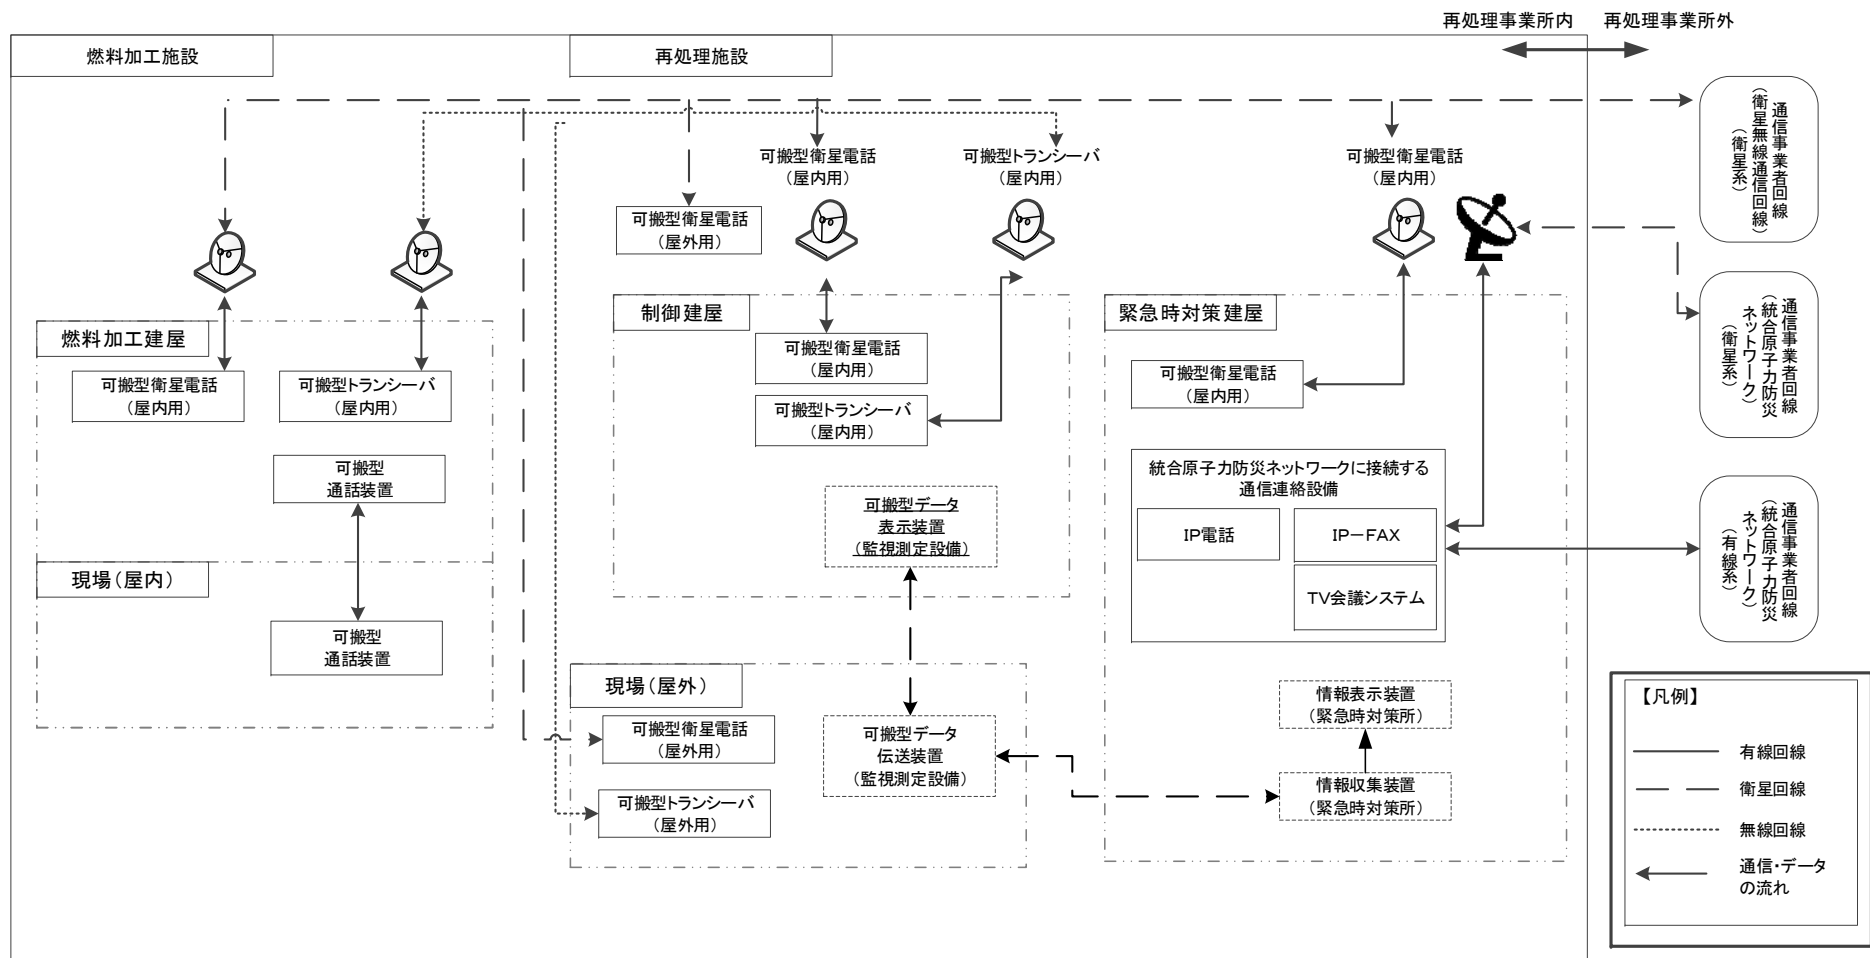 再処理事業所内
再処理事業所外
燃料加工施設
再処理施設
可搬型衛星電話
(屋内用)
可搬型トランシーバ
(屋内用)
可搬型衛星電話
(屋内用)
可搬型衛星電話
(屋外用)
通信事業者回線
(衛星無線通信回線)
(衛星系)
燃料加工建屋
可搬型衛星電話
(屋内用)
可搬型トランシーバ
(屋内用)
可搬型
通話装置
現場(屋内)
可搬型
通話装置
制御建屋
可搬型衛星電話
(屋内用)
可搬型トランシーバ
(屋内用)
可搬型データ
表示装置
(監視測定設備)
現場(屋外)
可搬型衛星電話
(屋外用)
可搬型トランシーバ
(屋外用)
可搬型データ
伝送装置
(監視測定設備)
緊急時対策建屋
可搬型衛星電話
(屋内用)
統合原子力防災ネットワークに接続する
通信連絡設備
IP電話
IP-FAX
TV会議システム
情報表示装置
(緊急時対策所)
情報収集装置
(緊急時対策所)
通信事業者回線
(統合原子力防災
ネットワーク)
(衛星系)
通信事業者回線
(統合原子力防災
ネットワーク)
(有線系)
【凡例】
有線回線
衛星回線
無線回線
通信・データ
の流れ